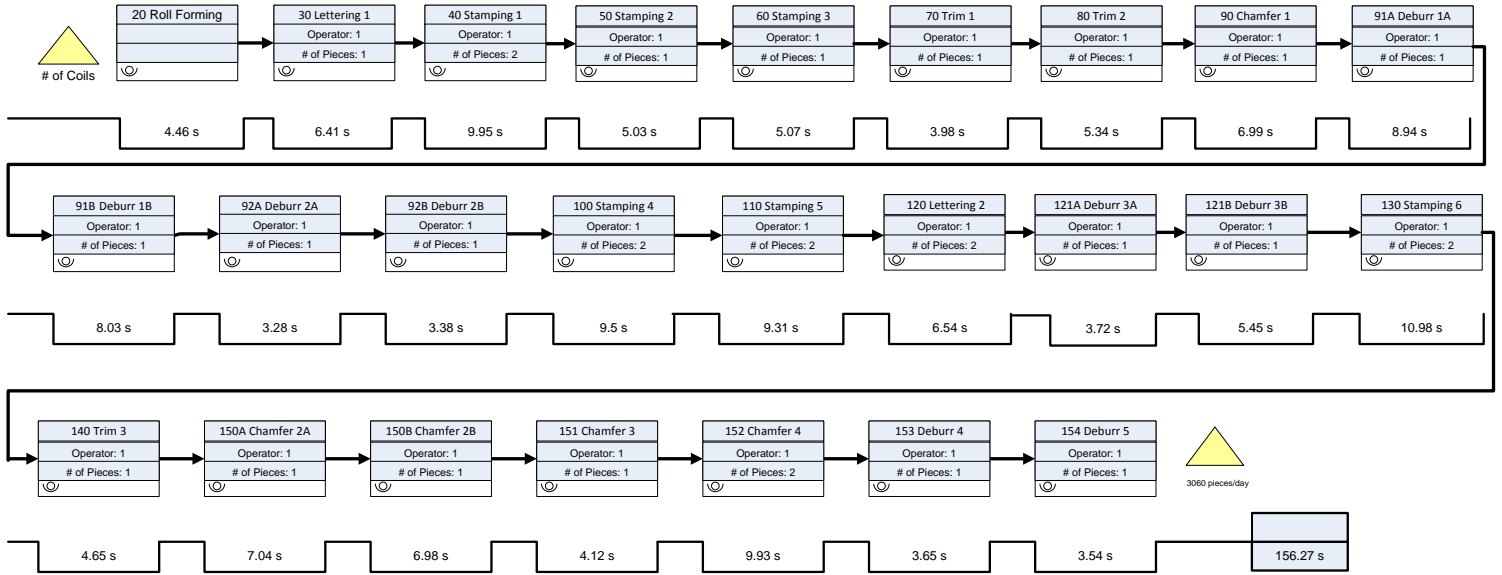 # of Coils
20 Roll Forming
30 Lettering 1
Operator: 1
# of Pieces: 1
40 Stamping 1
Operator: 1
# of Pieces: 2
50 Stamping 2
Operator: 1
# of Pieces: 1
60 Stamping 3
Operator: 1
# of Pieces: 1
70 Trim 1
Operator: 1
# of Pieces: 1
80 Trim 2
Operator: 1
# of Pieces: 1
90 Chamfer 1
Operator: 1
# of Pieces: 1
91A Deburr 1A
Operator: 1
# of Pieces: 1
4.46 s
6.41 s
9.95 s
5.03 s
5.07 s
3.98 s
5.34 s
6.99 s
8.94 s
91B Deburr 1B
Operator: 1
# of Pieces: 1
92A Deburr 2A
Operator: 1
# of Pieces: 1
92B Deburr 2B
Operator: 1
# of Pieces: 1
100 Stamping 4
Operator: 1
# of Pieces: 2
110 Stamping 5
Operator: 1
# of Pieces: 2
120 Lettering 2
Operator: 1
# of Pieces: 2
121A Deburr 3A
Operator: 1
# of Pieces: 1
121B Deburr 3B
Operator: 1
# of Pieces: 1
130 Stamping 6
Operator: 1
# of Pieces: 2
8.03 s
3.28 s
3.38 s
9.5 s
9.31 s
6.54 s
3.72 s
5.45 s
10.98 s
140 Trim 3
Operator: 1
# of Pieces: 1
150A Chamfer 2A
Operator: 1
# of Pieces: 1
150B Chamfer 2B
Operator: 1
# of Pieces: 1
151 Chamfer 3
Operator: 1
# of Pieces: 1
152 Chamfer 4
Operator: 1
# of Pieces: 2
153 Deburr 4
Operator: 1
# of Pieces: 1
154 Deburr 5
Operator: 1
# of Pieces: 1
3060 pieces/day
4.65 s
7.04 s
6.98 s
4.12 s
9.93 s
3.65 s
3.54 s
156.27 s